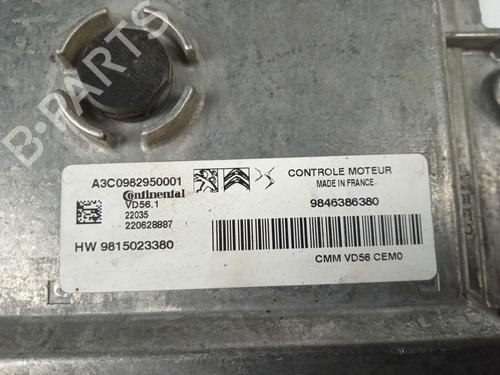 B-PARTS
A3C0982950001
Continental
VD56.1
22035
220628887
HW 9815023380
CONTROLE MOTEUR
MADE IN FRANCE
9846386380
CMM VD56 CEM0